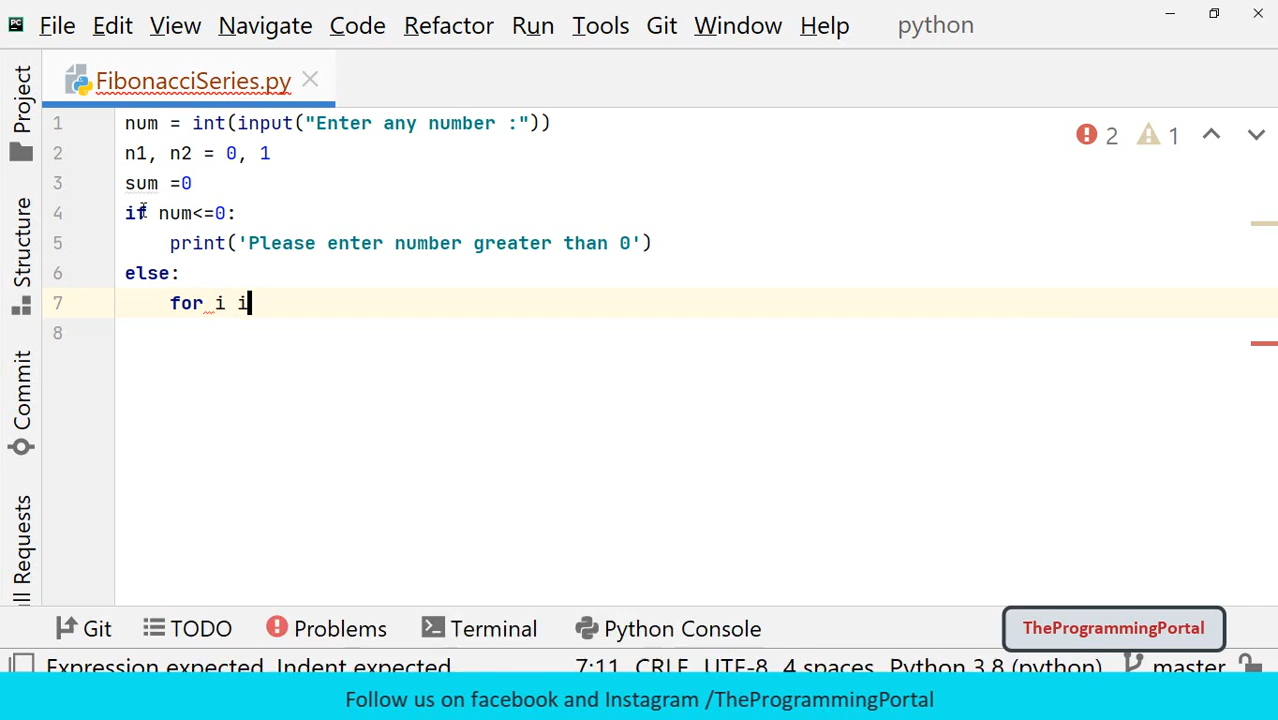 File Edit View Navigate Code Refactor Run Tools Git Window Help python
Project
Structure
Commit
ll Requests
FibonacciSeries.py
2 1
1 num = int(input("Enter any number :"))
2 n1, n2 = 0, 1
3 sum =0
4 if num<=0:
5 print('Please enter number greater than 0')
6 else:
7 for i i
8
Git TODO Problems Terminal Python Console
TheProgrammingPortal
Expression expected. Indent expected. 7:11 CRLF UTF-8 4 spaces Python 3.8 (python) master
Follow us on facebook and Instagram /TheProgrammingPortal